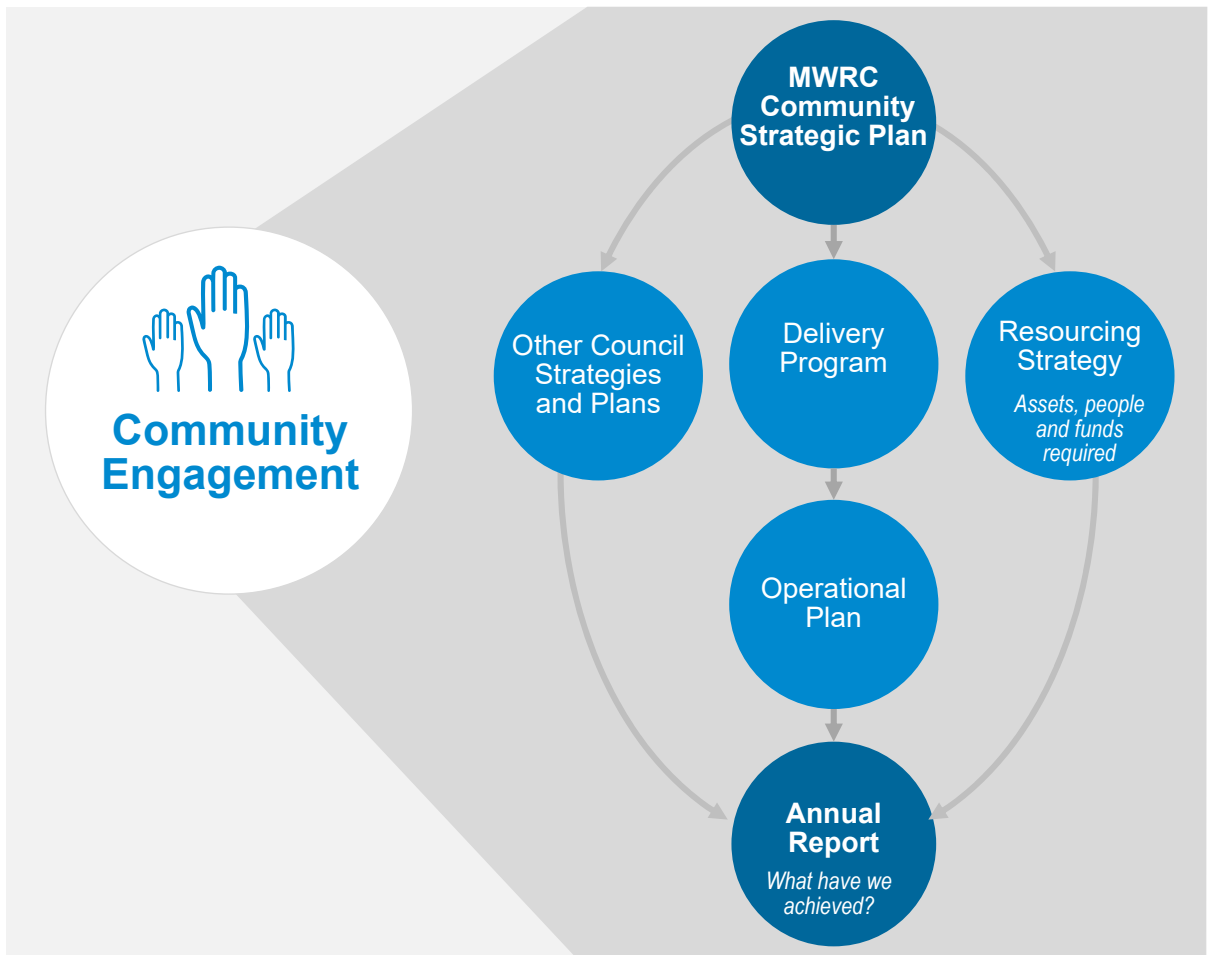 MWRC
Community
Strategic Plan
Community
Engagement
Other Council
Strategies
and Plans
Delivery
Program
Resourcing
Strategy
Assets, people
and funds
required
Operational
Plan
Annual
Report
What have we
achieved?